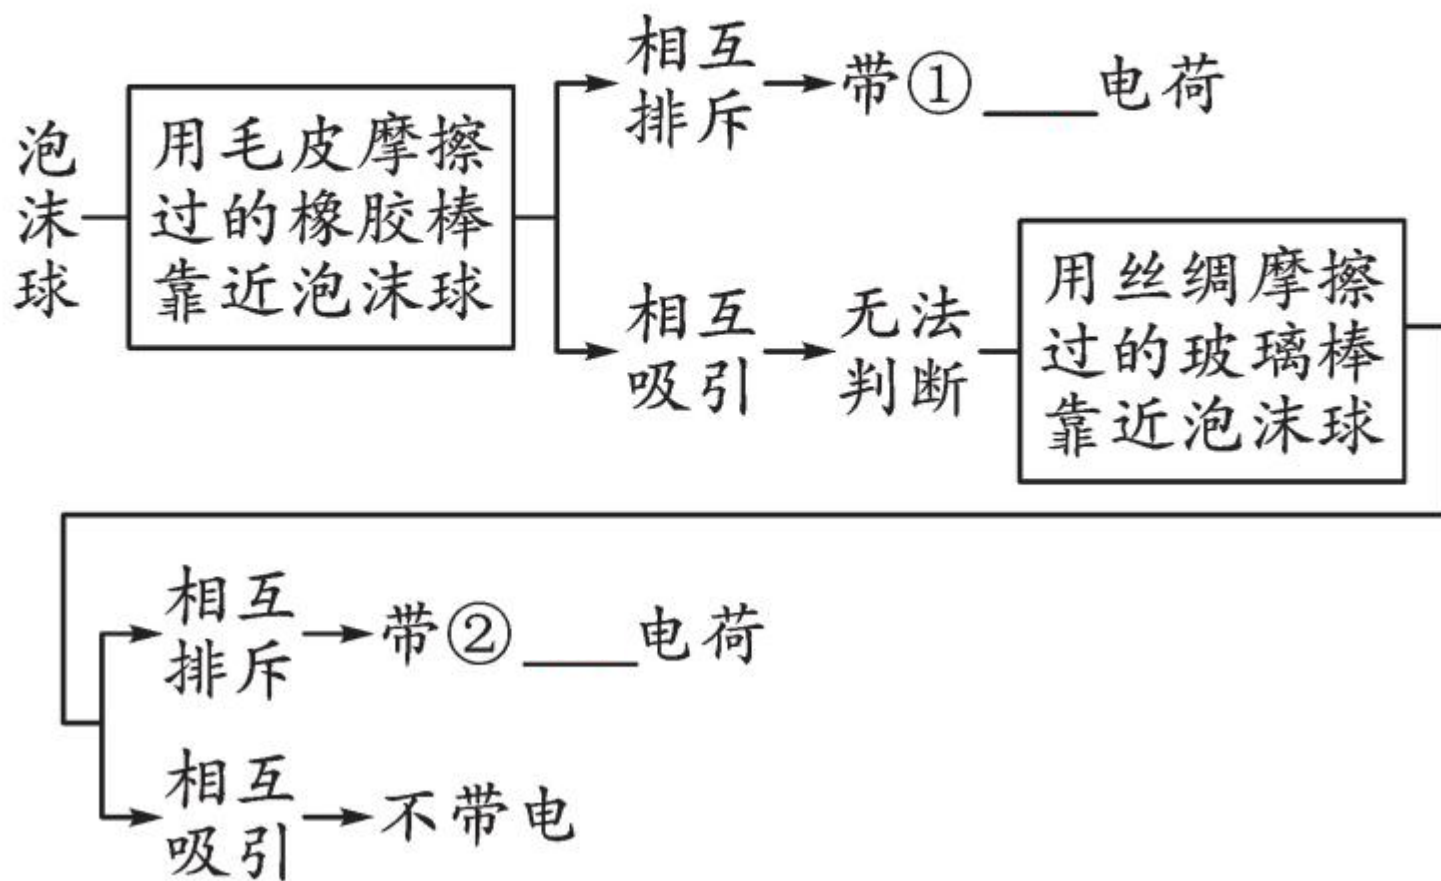 泡沫球
用毛皮摩擦
过的橡胶棒
靠近泡沫球
相互
排斥
带①____电荷
相互
吸引
无法
判断
用丝绸摩擦
过的玻璃棒
靠近泡沫球
相互
排斥
带②____电荷
相互
吸引
不带电